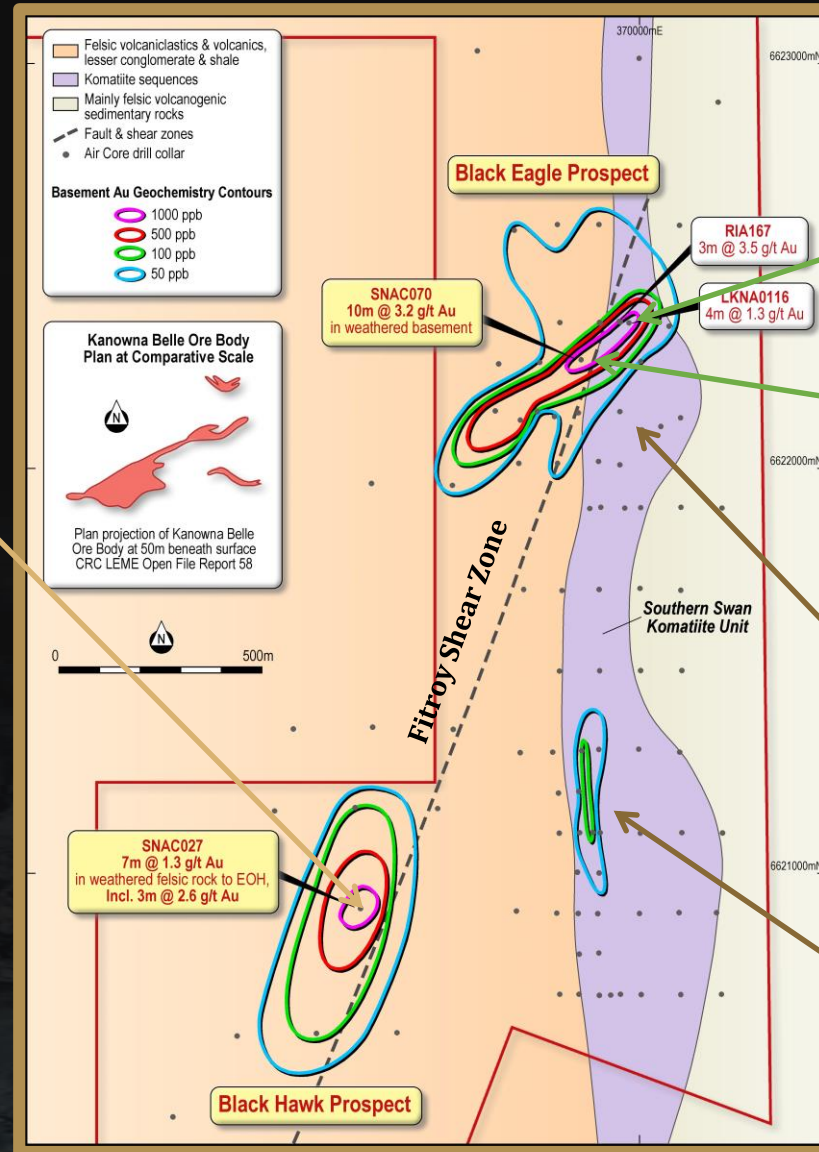 Felsic volcaniclastics & volcanics,
lesser conglomerate & shale
Komatiite sequences
Mainly felsic volcanogenic
sedimentary rocks
Fault & shear zones
Air Core drill collar
Basement Au Geochemistry Contours
1000 ppb
500 ppb
100 ppb
50 ppb
370000mE
6623000mN
Black Eagle Prospect
RIA167
3m @ 3.5 g/t Au
SNAC070
10m @ 3.2 g/t Au
in weathered basement
LKNA0116
4m @ 1.3 g/t Au
Kanowna Belle Ore Body
Plan at Comparative Scale
N
Plan projection of Kanowna Belle
Ore Body at 50m beneath surface
CRC LEME Open File Report 58
6622000mN
Fitroy Shear Zone
Southern Swan
Komatiite Unit
N
0 500m
SNAC027
7m @ 1.3 g/t Au
in weathered felsic rock to EOH,
Incl. 3m @ 2.6 g/t Au
6621000mN
Black Hawk Prospect